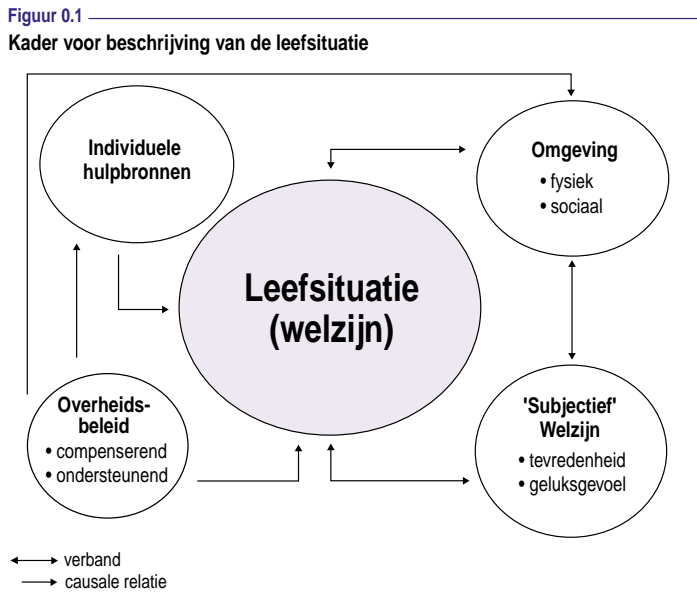 Figuur 0.1
Kader voor beschrijving van de leefsituatie
Individuele
hulpbronnen
Omgeving
• fysiek
• sociaal
Leefsituatie
(welzijn)
Overheids-
beleid
• compenserend
• ondersteunend
'Subjectief'
Welzijn
• tevredenheid
• geluksgevoel
verband
causale relatie